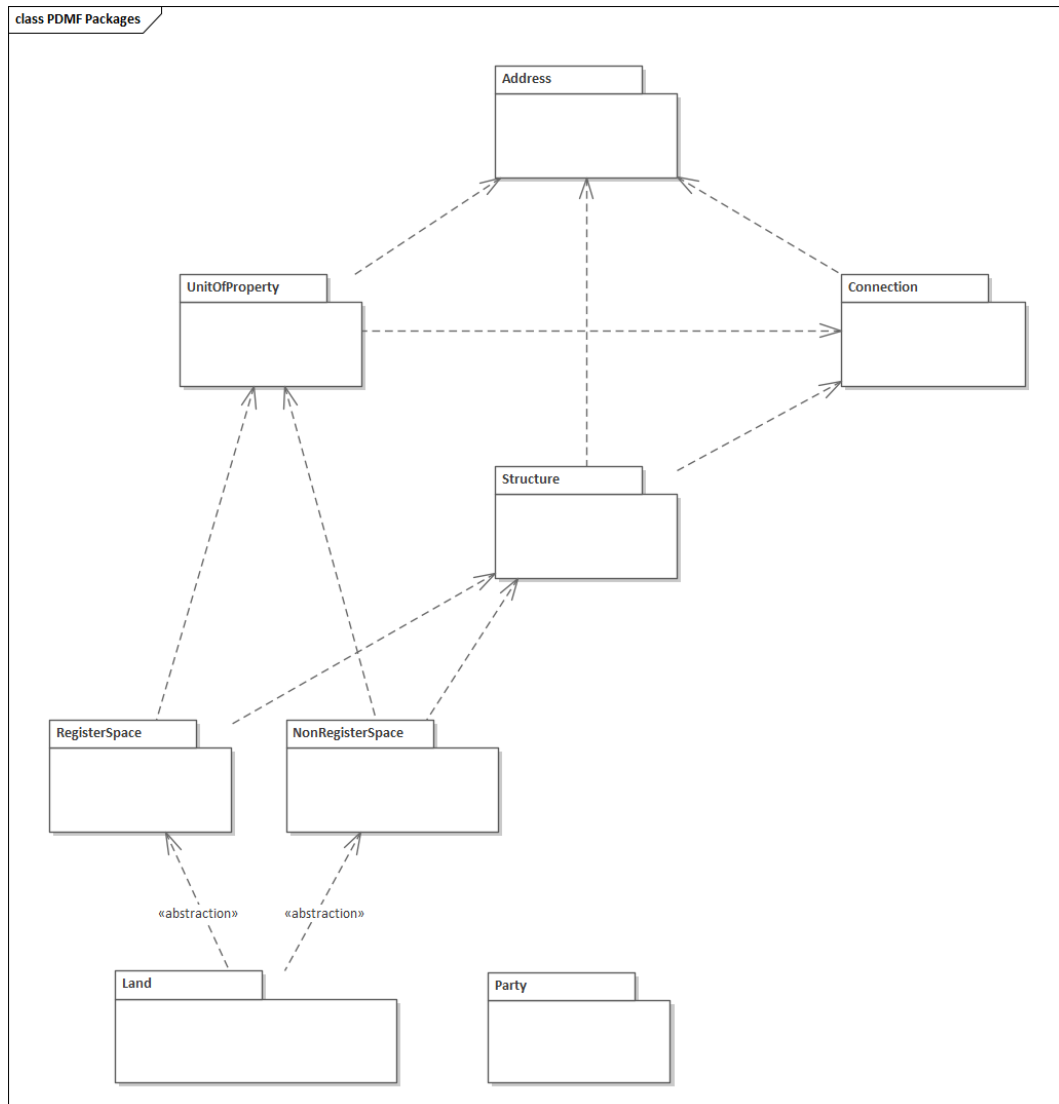 class PDMF Packages
Address
UnitOfProperty
Connection
Structure
RegisterSpace
NonRegisterSpace
«abstraction»
«abstraction»
Land
Party